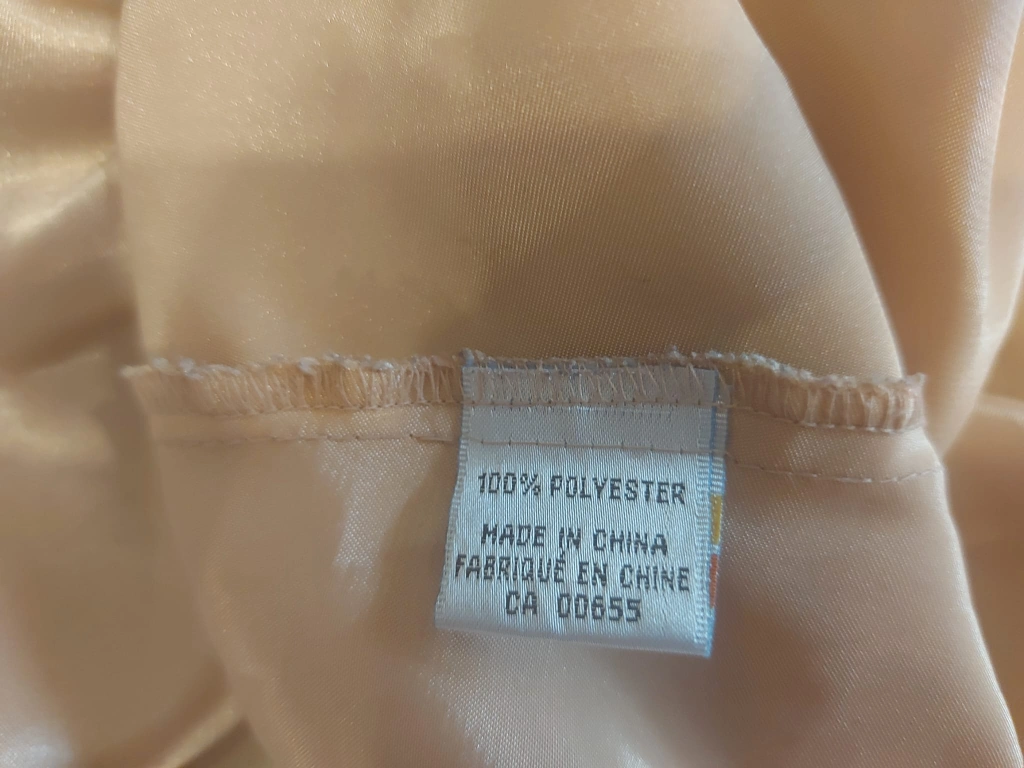 100% POLYESTER
MADE IN CHINA
FABRIQUÉ EN CHINE
CA 00655